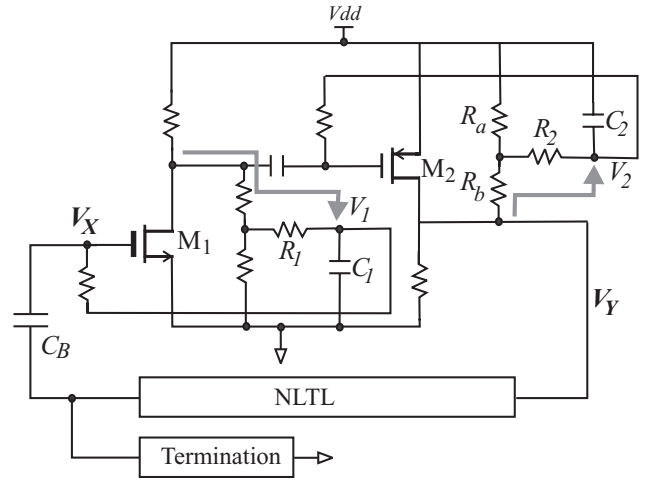 Vdd
Ra
R2
C2
M2
Rb
V2
V1
VX
M1
R1
C1
VY
CB
NLTL
Termination